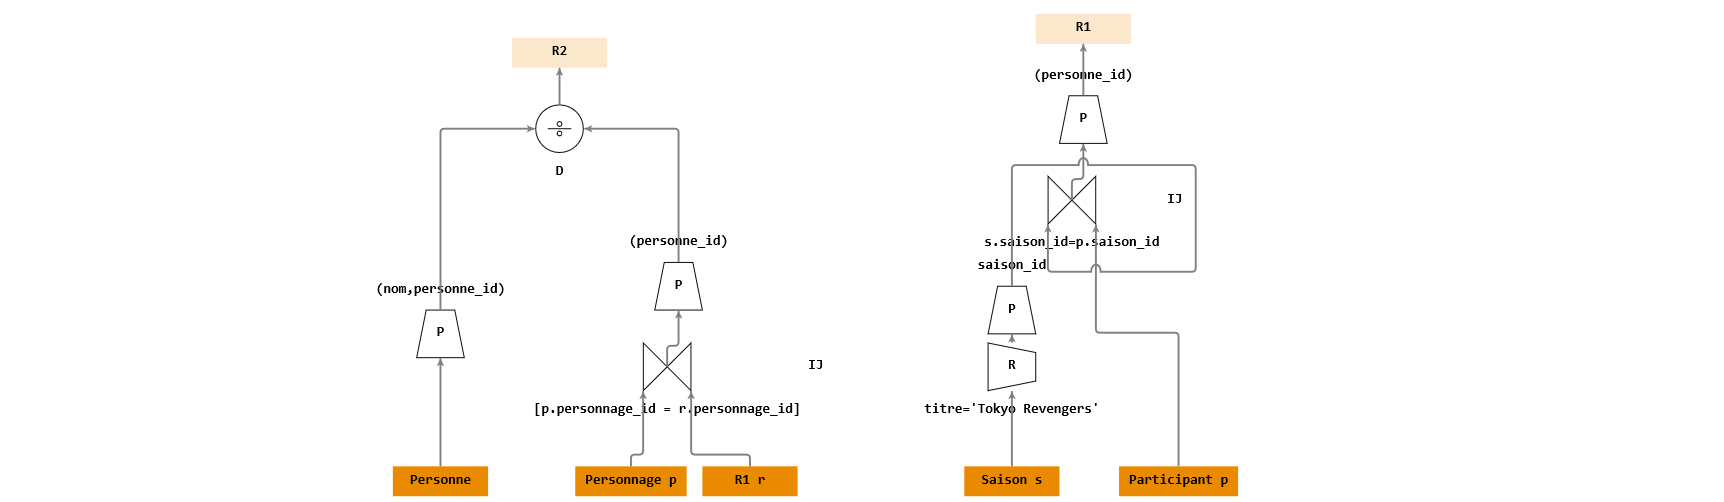 R2
÷
D
(personne_id)
P
(nom,personne_id)
P
IJ
[p.personnage_id = r.personnage_id]
Personne
Personnage p
R1 r
R1
(personne_id)
P
IJ
s.saison_id=p.saison_id
saison_id
P
R
titre='Tokyo Revengers'
Saison s
Participant p